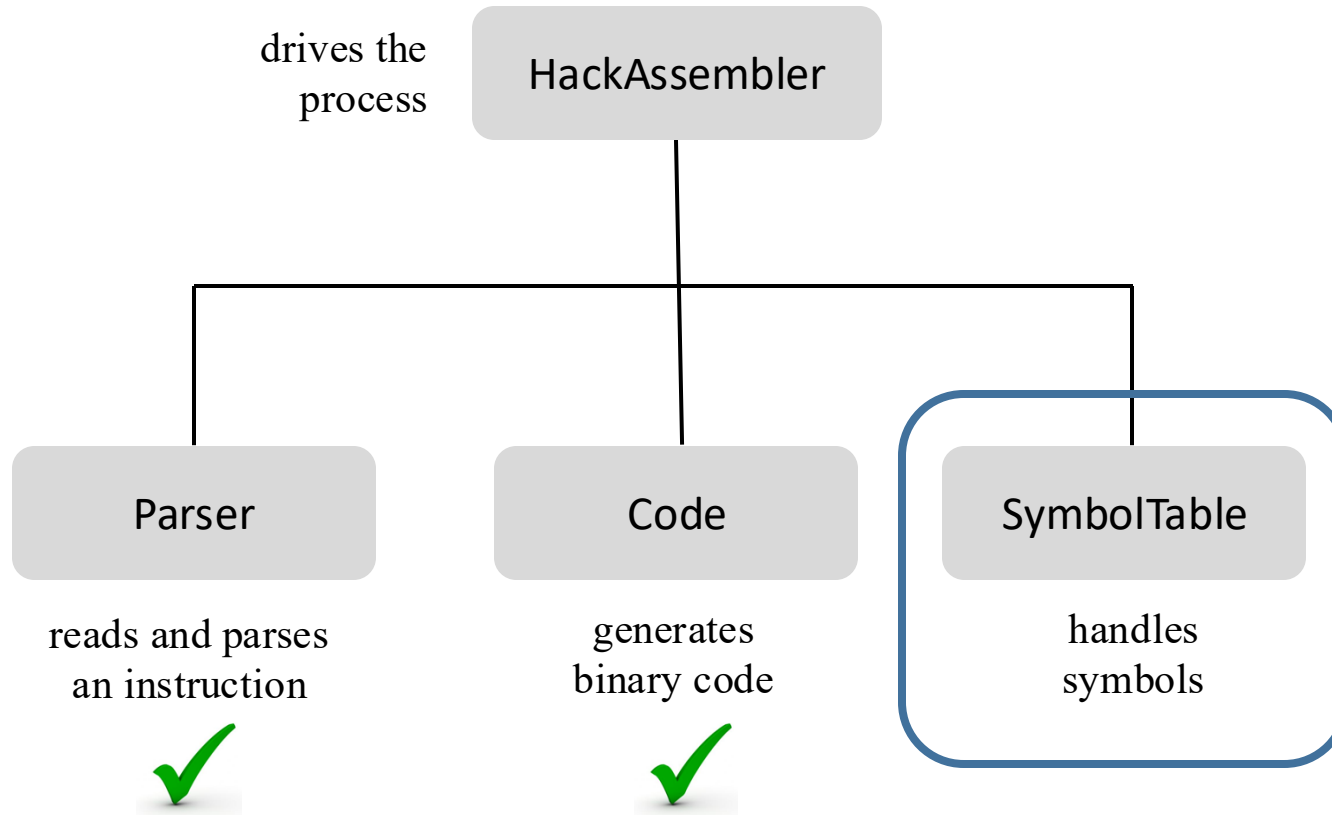 drives the
process
HackAssembler
Parser
reads and parses
an instruction
Code
generates
binary code
SymbolTable
handles
symbols